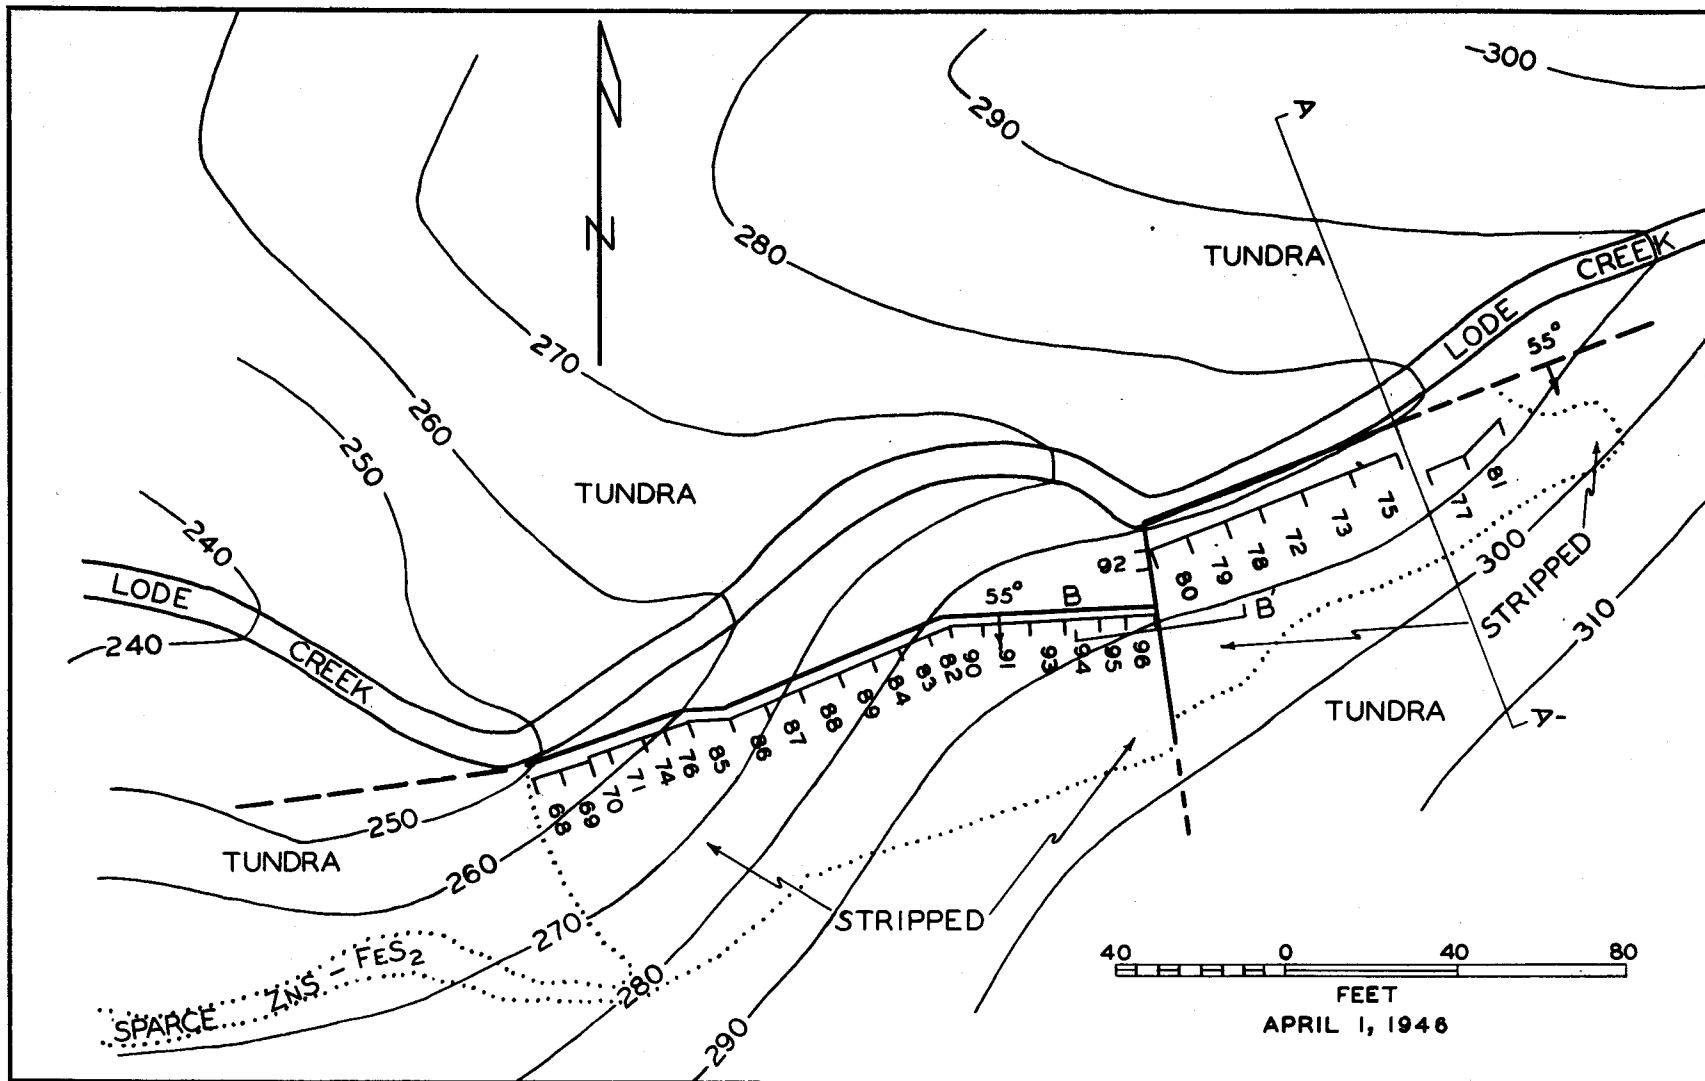 -300
A
290
N
280
TUNDRA
CREEK
LODE
270
55°
260
250
TUNDRA
240
LODE
CREEK
240
75
73
72
78
79
80
81
77
92
55°
B
B'
300
STRIPPED
310
96
95
94
93
91
90
82
83
84
89
88
87
86
85
76
74
71
70
69
68
TUNDRA
A-
250
TUNDRA
260
270
280
290
STRIPPED
SPARCE ZNS - FES2
40 0 40 80
FEET
APRIL 1, 1946